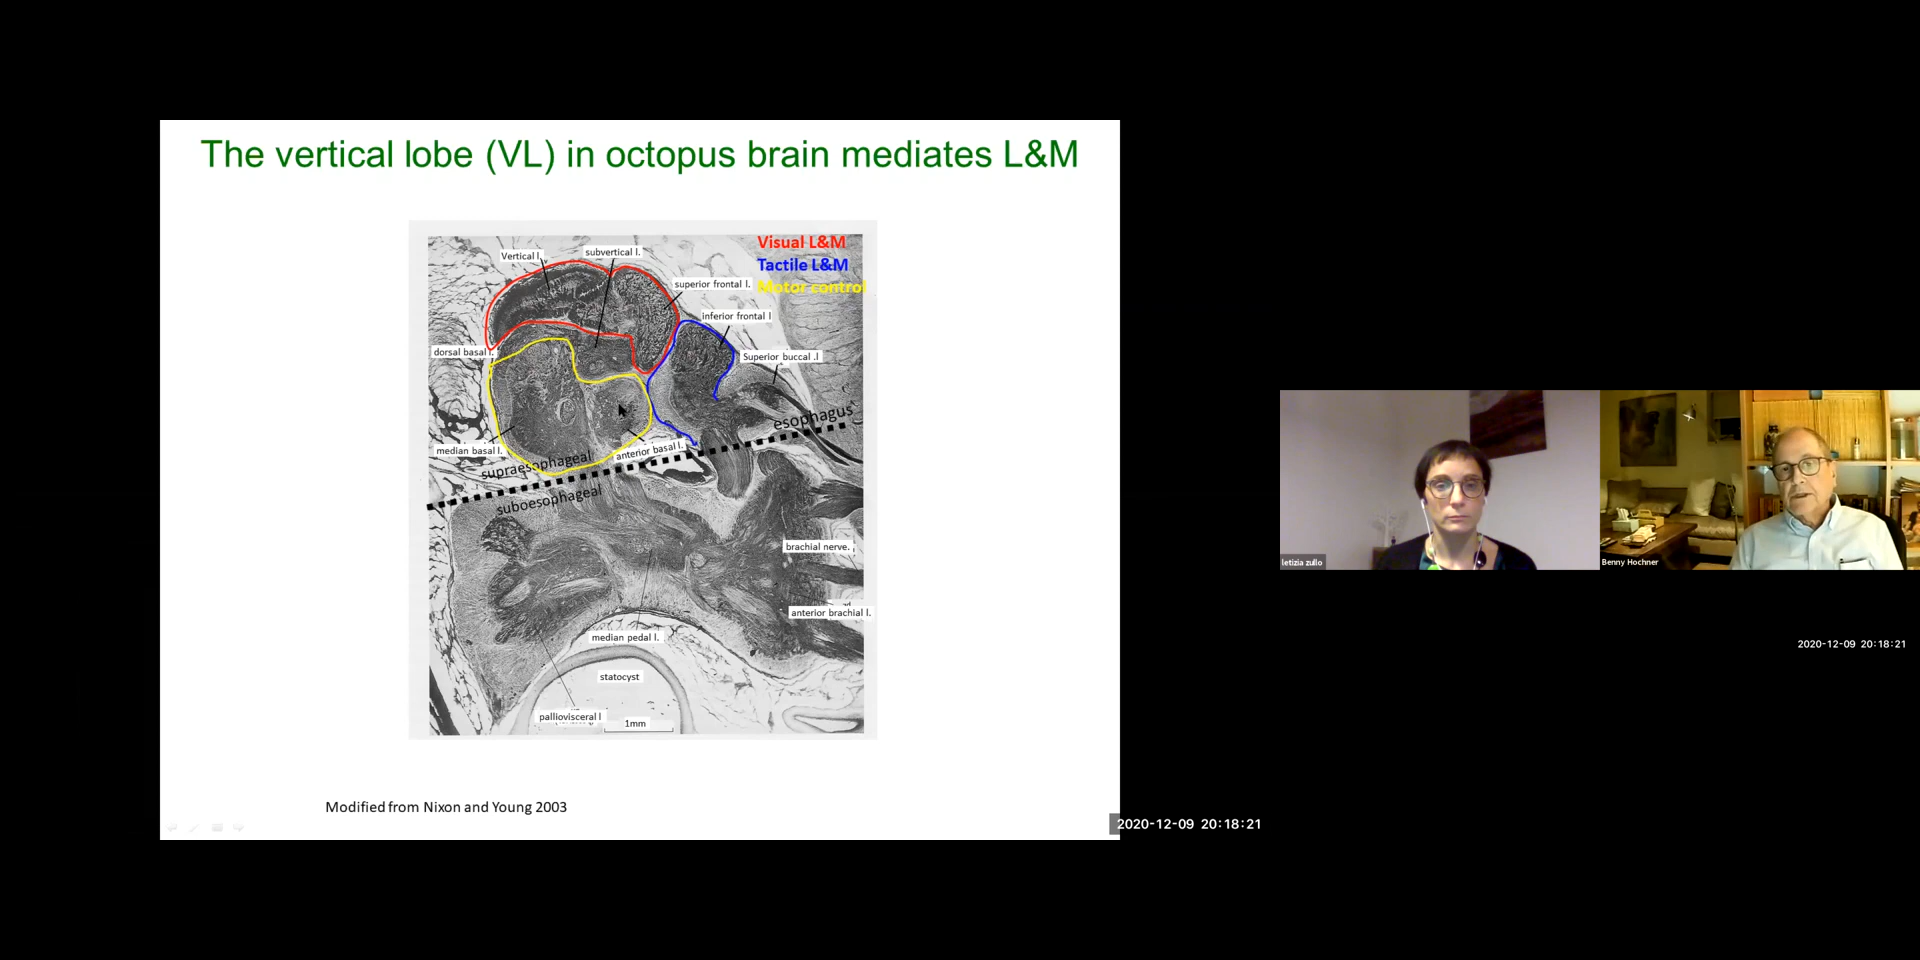 The vertical lobe (VL) in octopus brain mediates L&M
Visual L&M
Tactile L&M
Motor control
Vertical l.
subvertical l.
superior frontal l.
inferior frontal l
Superior buccal .l
dorsal basal l.
esophagus
median basal l.
anterior basal l.
supraesophageal
suboesophageal
brachial nerve.
anterior brachial l.
median pedal l.
statocyst
palliovisceral l
1mm
Modified from Nixon and Young 2003
2020-12-09 20:18:21
letizia zullo
Benny Hochner
2020-12-09 20:18:21